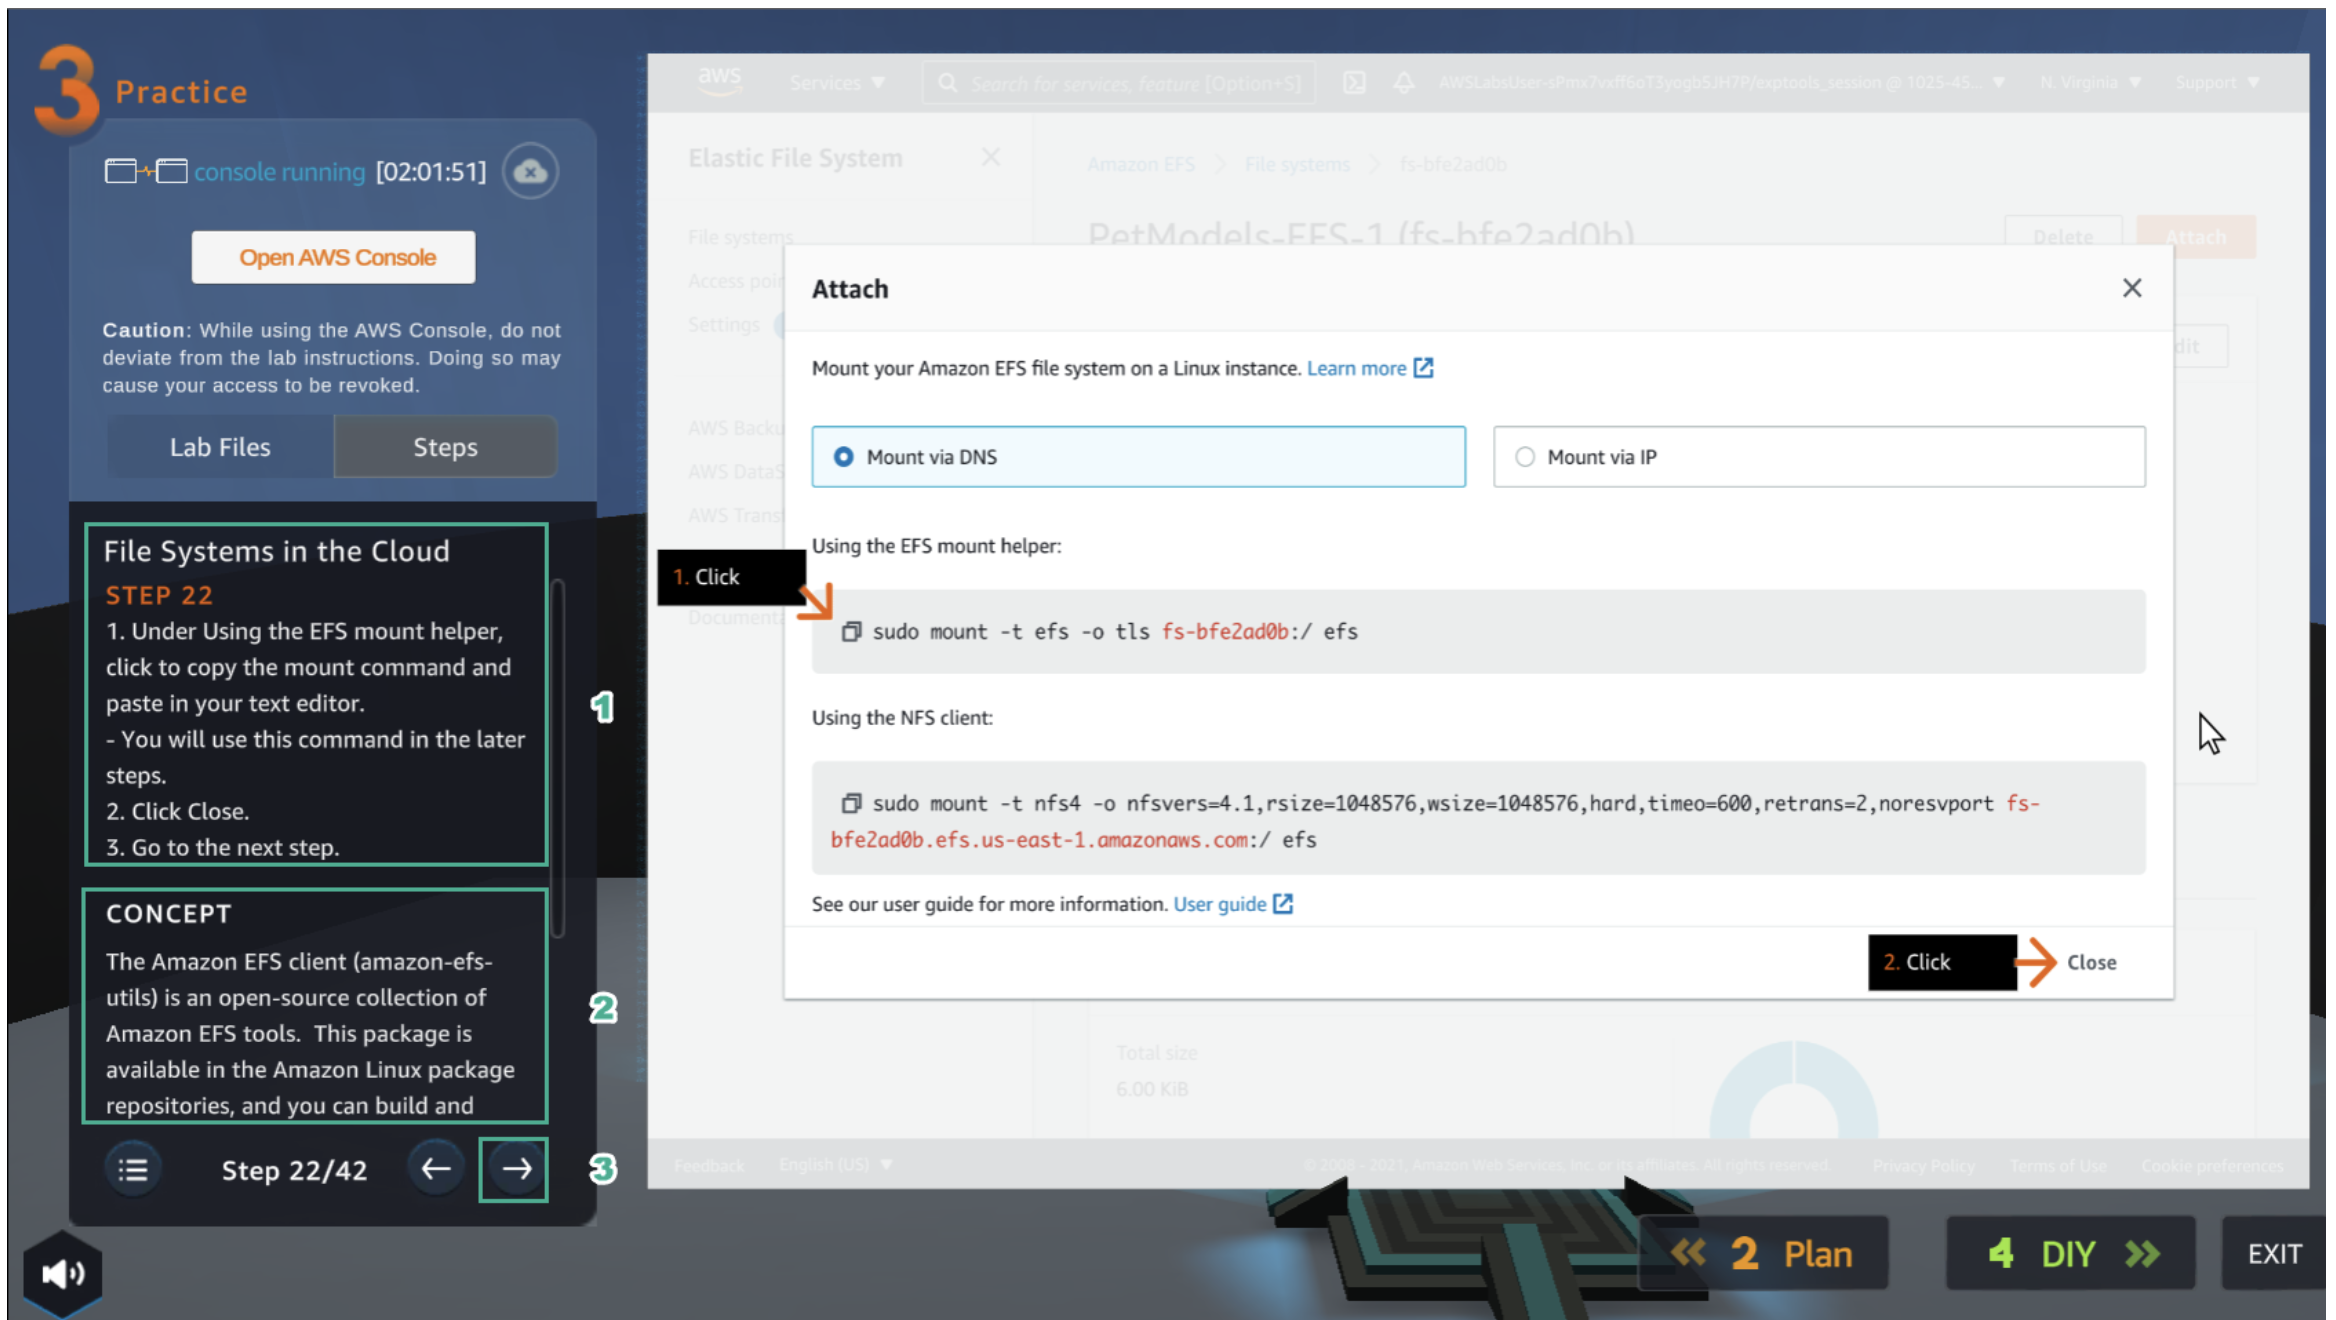 3 Practice
console running [02:01:51]
Open AWS Console
Caution: While using the AWS Console, do not
deviate from the lab instructions. Doing so may
cause your access to be revoked.
Lab Files
Steps
File Systems in the Cloud
STEP 22
1. Under Using the EFS mount helper,
click to copy the mount command and
paste in your text editor.
- You will use this command in the later
steps.
2. Click Close.
3. Go to the next step.
1
CONCEPT
The Amazon EFS client (amazon-efs-
utils) is an open-source collection of
Amazon EFS tools. This package is
available in the Amazon Linux package
repositories, and you can build and
2
Step 22/42
3
aws
Services
Search for services, feature [Option+S]
N. Virginia
Support
Elastic File System
Amazon EFS
File systems
fs-bfe2ad0b
PetModels-EFS-1 (fs-bfe2ad0b)
Delete
Attach
File systems
Access poin
Settings
AWS Backu
AWS DataS
AWS Transf
Documenta
dit
Attach
Mount your Amazon EFS file system on a Linux instance. Learn more
Mount via DNS
Mount via IP
Using the EFS mount helper:
1. Click
sudo mount -t efs -o tls fs-bfe2ad0b:/ efs
Using the NFS client:
sudo mount -t nfs4 -o nfsvers=4.1,rsize=1048576,wsize=1048576,hard,timeo=600,retrans=2,noresvport fs-
bfe2ad0b.efs.us-east-1.amazonaws.com:/ efs
See our user guide for more information. User guide
2. Click
Close
Total size
6.00 KiB
Feedback
English (US)
© 2008 - 2021, Amazon Web Services, Inc. or its affiliates. All rights reserved.
Privacy Policy
Terms of Use
Cookie preferences
2 Plan
4 DIY
EXIT